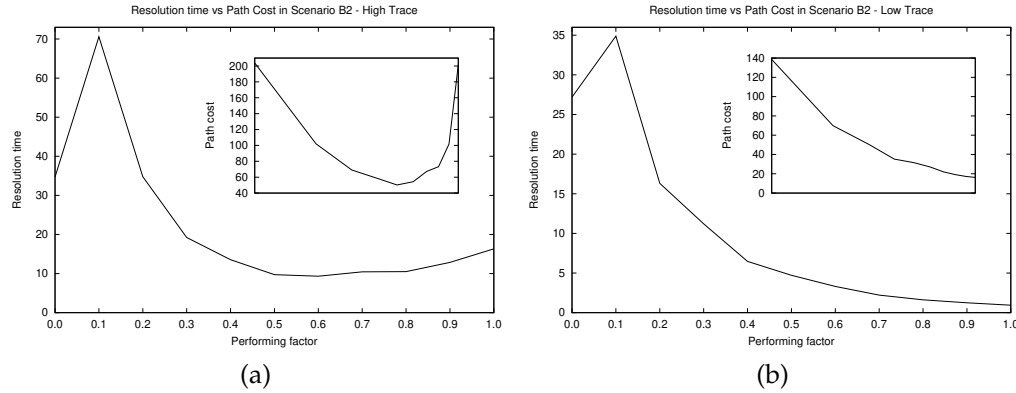 Resolution time vs Path Cost in Scenario B2 - High Trace
70
60
50
40
30
20
10
0
Resolution time
200
180
160
140
120
100
80
60
40
Path cost
0.0 0.1 0.2 0.3 0.4 0.5 0.6 0.7 0.8 0.9 1.0
Performing factor
(a)
Resolution time vs Path Cost in Scenario B2 - Low Trace
35
30
25
20
15
10
5
0
Resolution time
140
120
100
80
60
40
20
0
Path cost
0.0 0.1 0.2 0.3 0.4 0.5 0.6 0.7 0.8 0.9 1.0
Performing factor
(b)